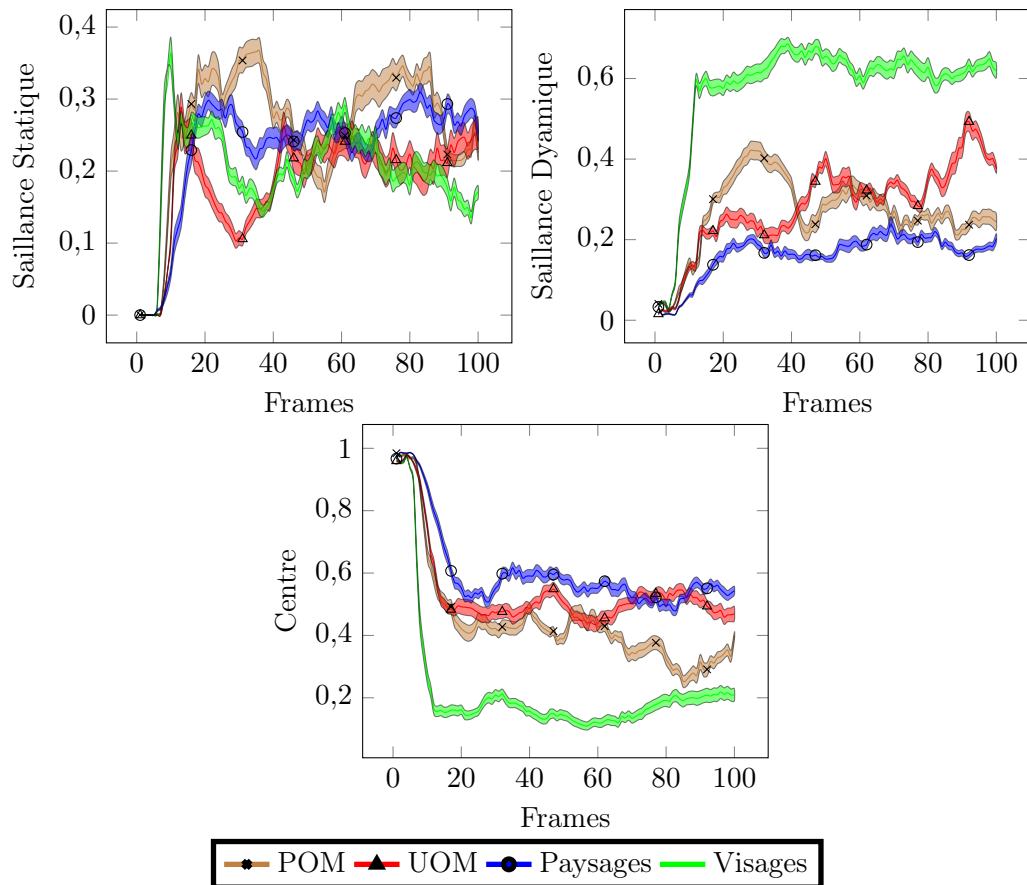 Saillance Statique
0,4
0,3
0,2
0,1
0
0 20 40 60 80 100
Frames
Saillance Dyamique
0,6
0,4
0,2
0
0 20 40 60 80 100
Frames
Centre
1
0,8
0,6
0,4
0,2
0 20 40 60 80 100
Frames
POM UOM Paysages Visages